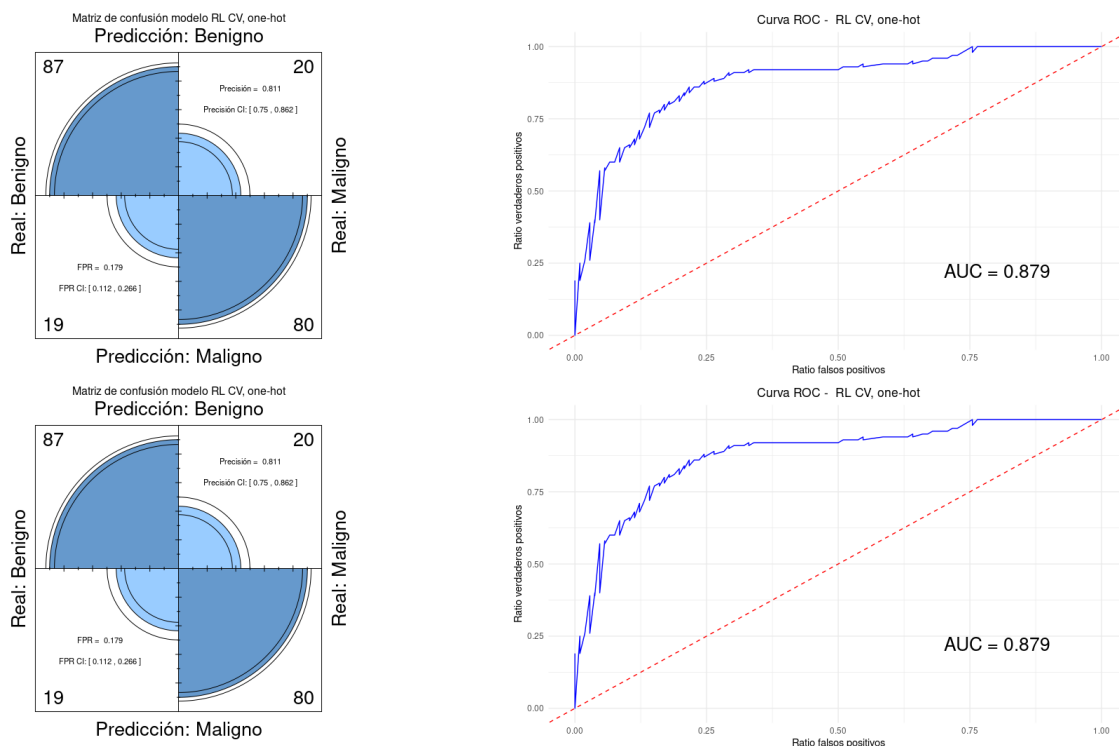 Matriz de confusión modelo RL CV, one-hot
Predicción: Benigno
87
20
Precisión = 0.811
Precisión CI: [ 0.75 , 0.862 ]
Real: Benigno
Real: Maligno
FPR = 0.179
FPR CI: [ 0.112 , 0.266 ]
19
80
Predicción: Maligno
Curva ROC - RL CV, one-hot
1.00
0.75
0.50
0.25
0.00
Ratio verdaderos positivos
AUC = 0.879
0.00 0.25 0.50 0.75 1.00
Ratio falsos positivos
Matriz de confusión modelo RL CV, one-hot
Predicción: Benigno
87
20
Precisión = 0.811
Precisión CI: [ 0.75 , 0.862 ]
Real: Benigno
Real: Maligno
FPR = 0.179
FPR CI: [ 0.112 , 0.266 ]
19
80
Predicción: Maligno
Curva ROC - RL CV, one-hot
1.00
0.75
0.50
0.25
0.00
Ratio verdaderos positivos
AUC = 0.879
0.00 0.25 0.50 0.75 1.00
Ratio falsos positivos